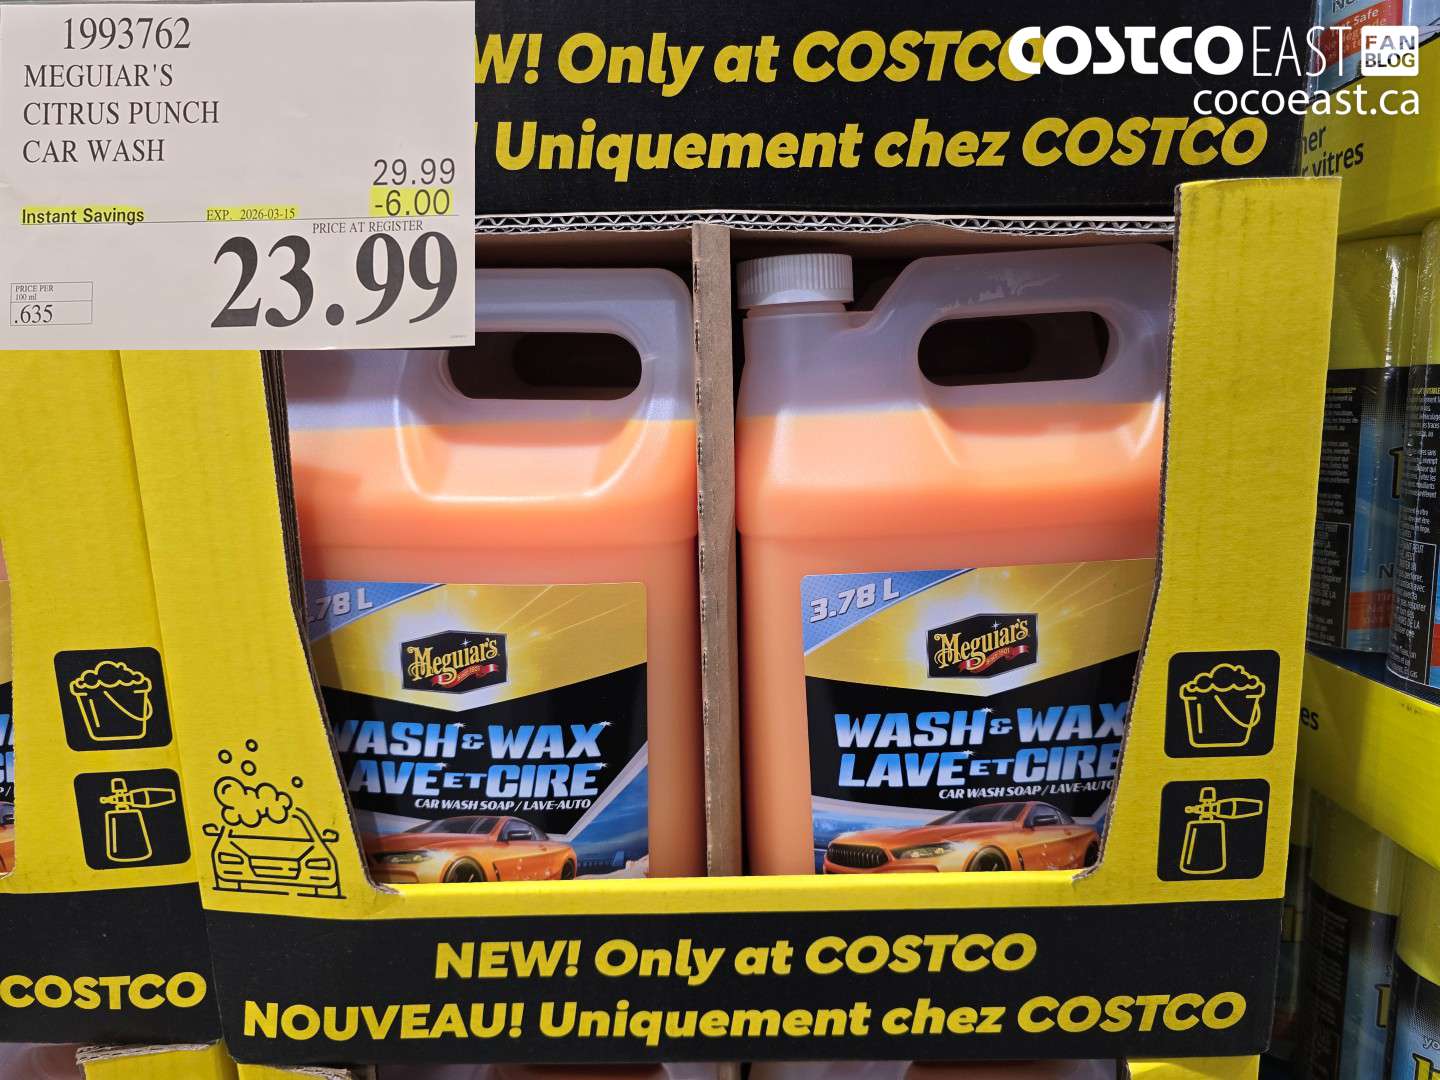 1993762
MEGUIAR'S
CITRUS PUNCH
CAR WASH
29.99
-6.00
Instant Savings EXP. 2026-03-15
PRICE AT REGISTER
23.99
PRICE PER
100 ml
.635
W! Only at COSTCO
! Uniquement chez COSTCO
COSTCO EAST FAN BLOG
cocoeast.ca
vitres
.78 L
Meguiar's
WASH & WAX
LAVE ET CIRE
CAR WASH SOAP / LAVE-AUTO
3.78 L
Meguiar's
WASH & WAX
LAVE ET CIRE
CAR WASH SOAP / LAVE-AUTO
NEW! Only at COSTCO
NOUVEAU! Uniquement chez COSTCO
COSTCO